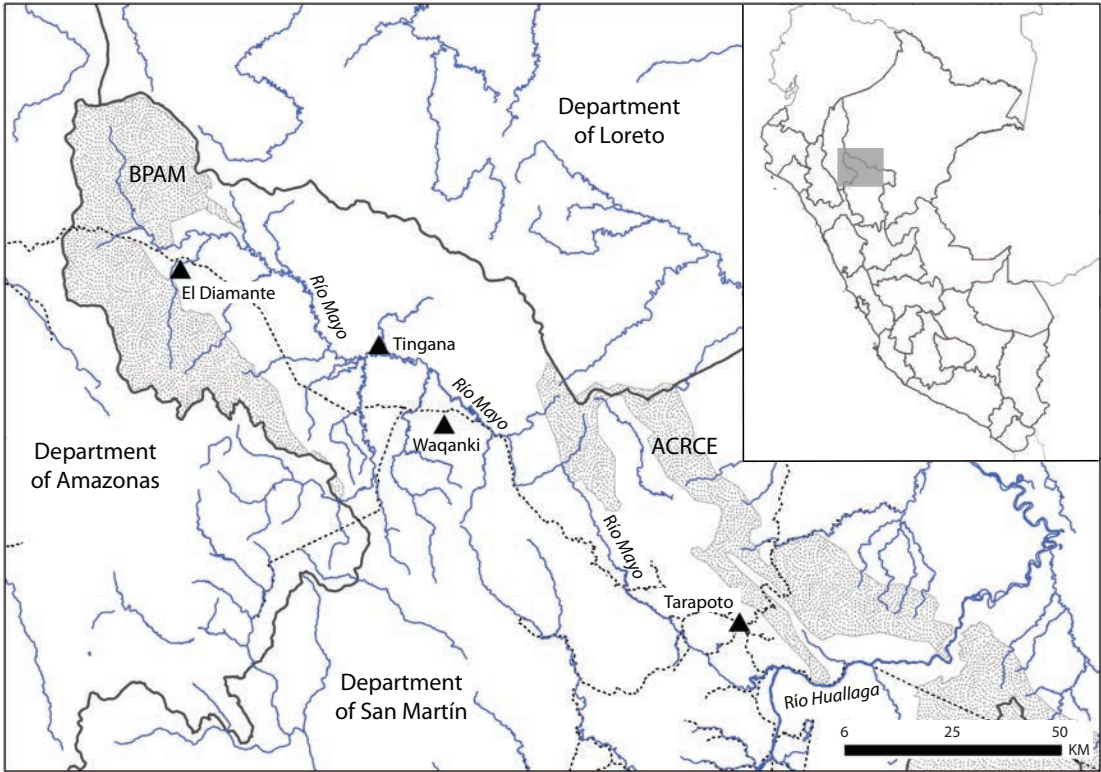 Department
of Loreto
BPAM
El Diamante
Río Mayo
Tingana
Río Mayo
Waqanki
ACRCE
Department
of Amazonas
Río Mayo
Tarapoto
Department
of San Martín
Río Huallaga
6 25 50
KM